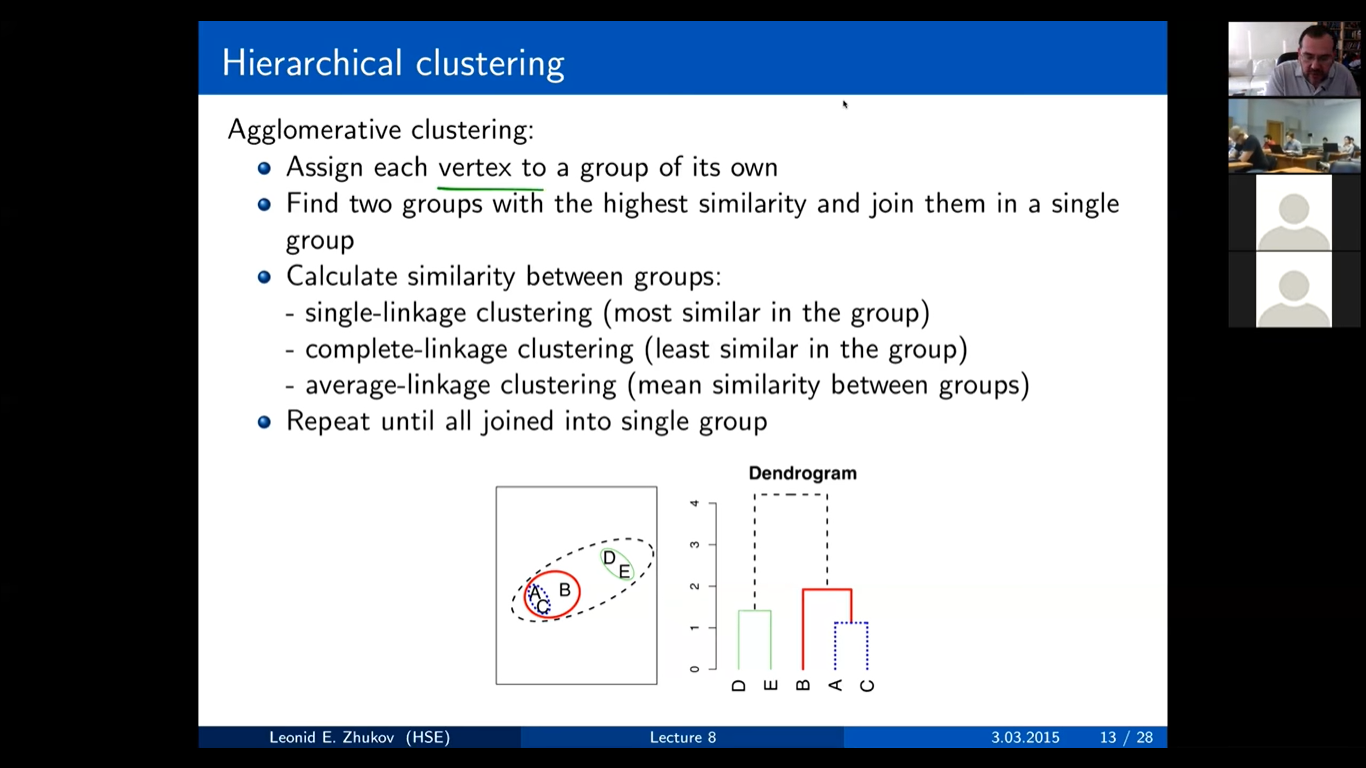 Hierarchical clustering
Agglomerative clustering:
Assign each vertex to a group of its own
Find two groups with the highest similarity and join them in a single
group
Calculate similarity between groups:
- single-linkage clustering (most similar in the group)
- complete-linkage clustering (least similar in the group)
- average-linkage clustering (mean similarity between groups)
Repeat until all joined into single group
D
E
A
B
C
Dendrogram
4
3
2
1
0
D E B A C
Leonid E. Zhukov (HSE) Lecture 8 3.03.2015 13 / 28